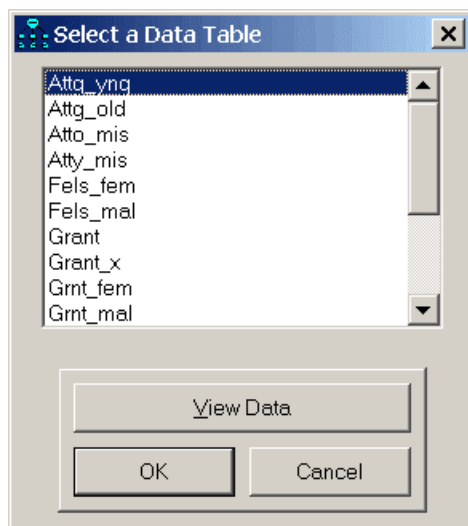 Select a Data Table
Attg_yng
Attg_old
Atto_mis
Atty_mis
Fels_fem
Fels_mal
Grant
Grant_x
Grnt_fem
Grnt_mal
View Data
OK Cancel